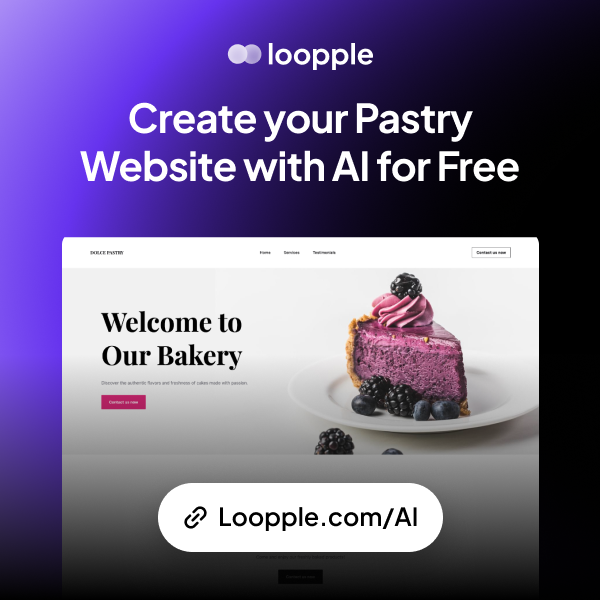 loopple
Create your Pastry
Website with AI for Free
DOLCE PASTRY Home Services Testimonials Contact us now
Welcome to
Our Bakery
Discover the authentic flavors and freshness of cakes made with passion.
Contact us now
Loopple.com/AI